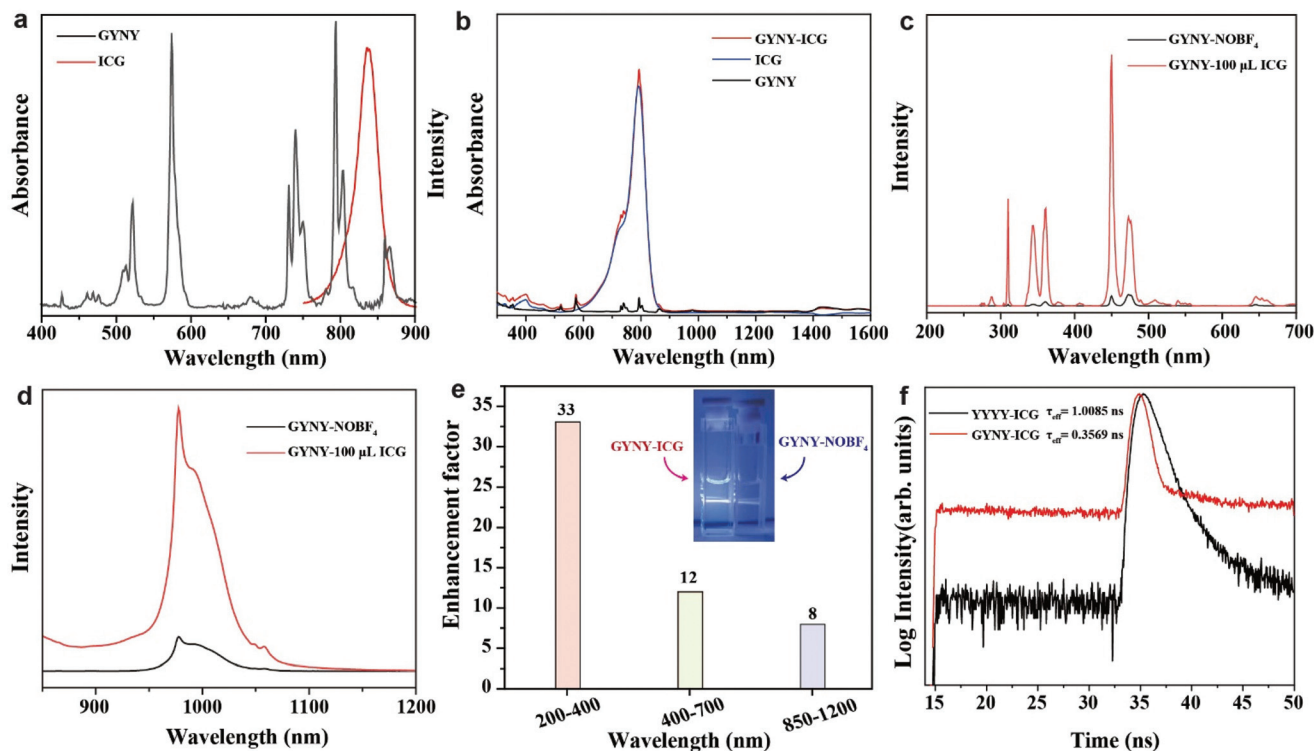 a
GYNY
ICG
Absorbance
Intensity
400 500 600 700 800 900
Wavelength (nm)
b
GYNY-ICG
ICG
GYNY
Absorbance
400 600 800 1000 1200 1400 1600
Wavelength (nm)
c
GYNY-NOBF4
GYNY-100 μL ICG
Intensity
200 300 400 500 600 700
Wavelength (nm)
d
GYNY-NOBF4
GYNY-100 μL ICG
Intensity
900 1000 1100 1200
Wavelength (nm)
e
35
30
25
20
15
10
5
0
Enhancement factor
33
12
8
GYNY-ICG
GYNY-NOBF4
200-400
400-700
850-1200
Wavelength (nm)
f
YYYY-ICG τeff= 1.0085 ns
GYNY-ICG τeff= 0.3569 ns
Log Intensity(arb. units)
15 20 25 30 35 40 45 50
Time (ns)